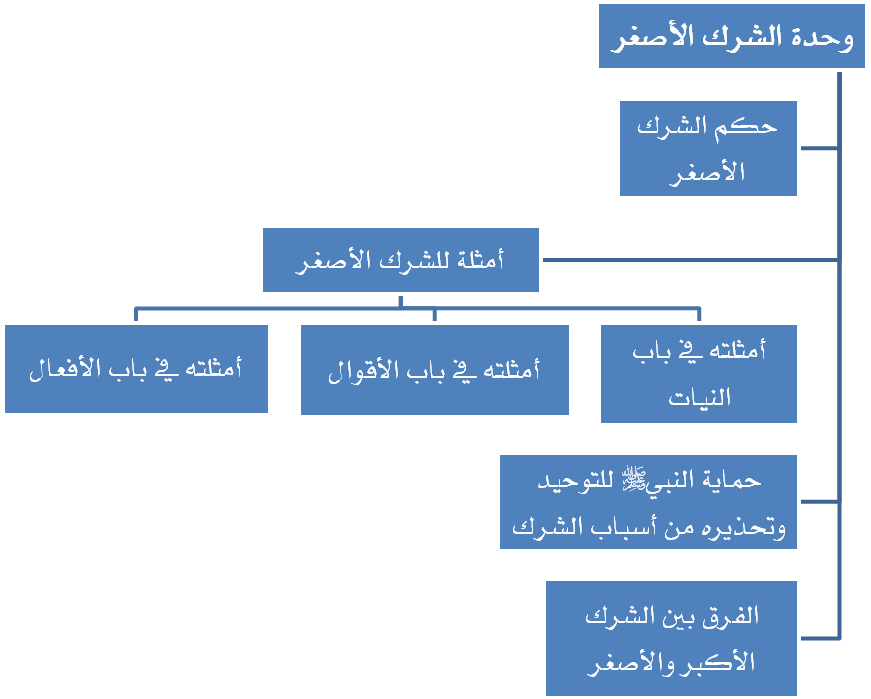 وحدة الشرك الأصغر
حكم الشرك
الأصغر
أمثلة للشرك الأصغر
أمثلته في باب
النيات
أمثلته في باب الأقوال
أمثلته في باب الأفعال
حماية النبيﷺ للتوحيد
وتحذيره من أسباب الشرك
الفرق بين الشرك
الأكبر والأصغر